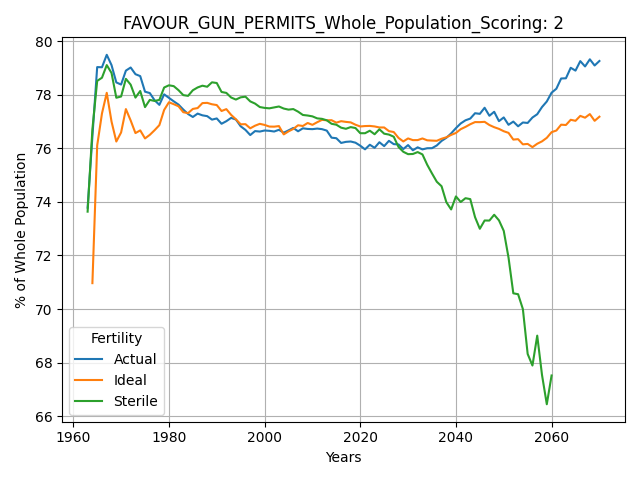 FAVOUR_GUN_PERMITS_Whole_Population_Scoring: 2
80
78
76
74
72
70
68
66
% of Whole Population
Fertility
Actual
Ideal
Sterile
1960
1980
2000
2020
2040
2060
Years